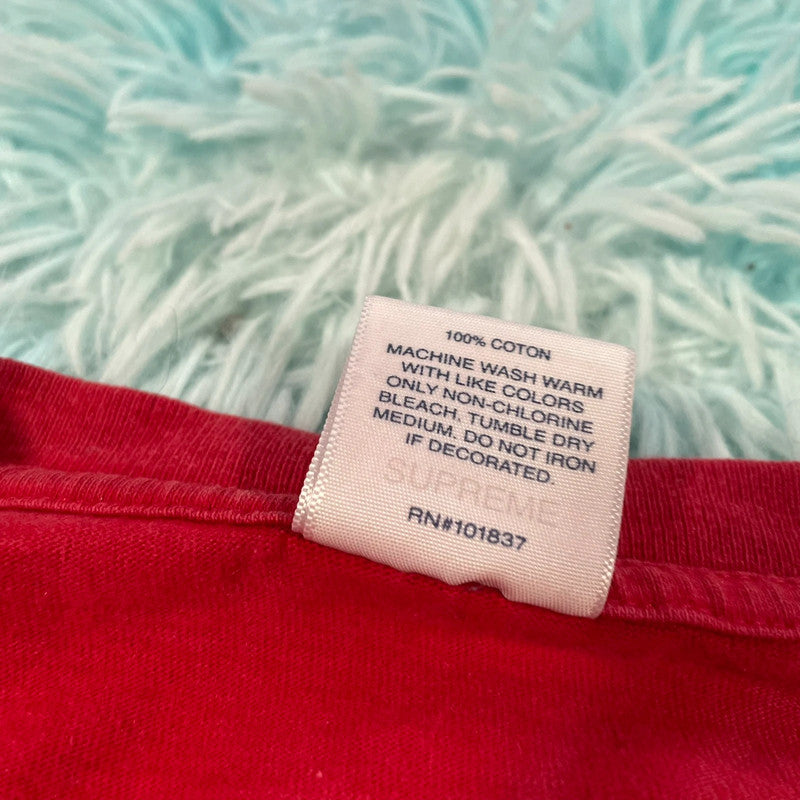 100% COTON
MACHINE WASH WARM
WITH LIKE COLORS
ONLY NON-CHLORINE
BLEACH. TUMBLE DRY
MEDIUM. DO NOT IRON
IF DECORATED.
SUPREME
RN#101837